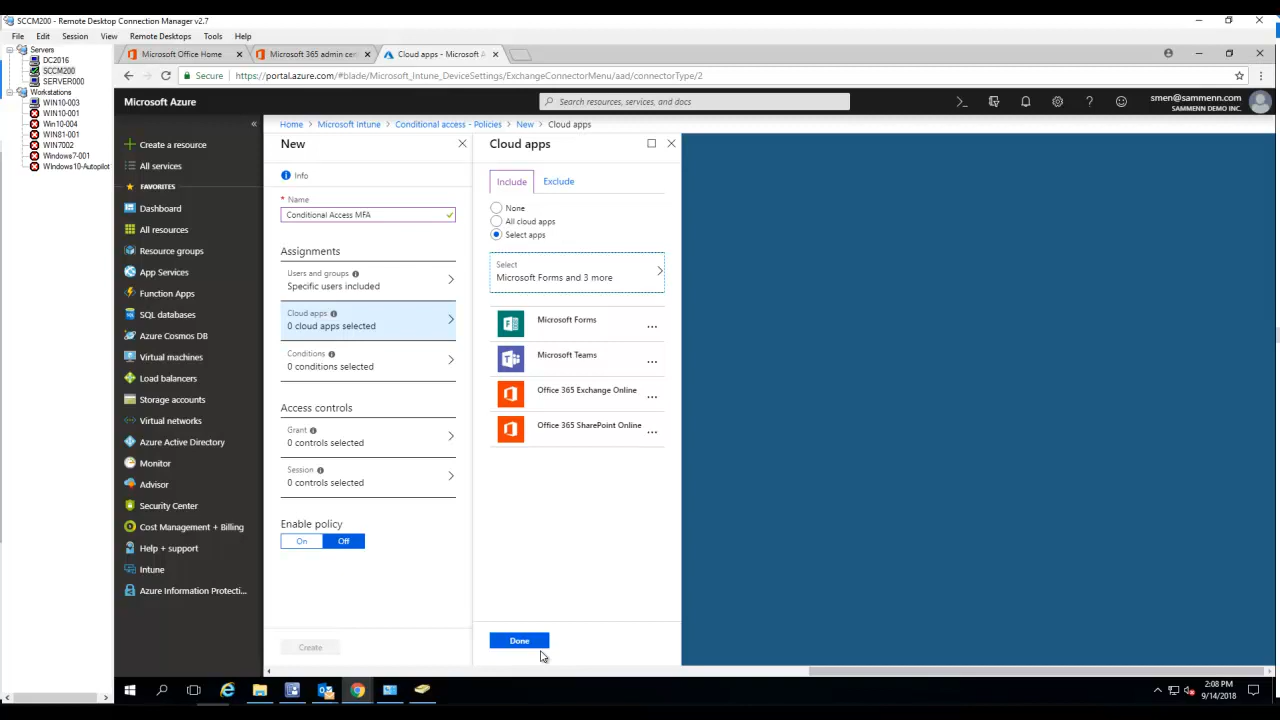 SCCM200 - Remote Desktop Connection Manager v2.7
File Edit Session View Remote Desktops Tools Help
Servers
DC2016
SCCM200
SERVER000
Workstations
WIN10-003
WIN10-001
Win10-004
WIN81-001
WIN7002
Windows7-001
WIndows10-Autopilot
Microsoft Office Home
Microsoft 365 admin cen
Cloud apps - Microsoft A
Secure https://portal.azure.com/#blade/Microsoft_Intune_DeviceSettings/ExchangeConnectorMenu/aad/connectorType/2
Microsoft Azure
Search resources, services, and docs
smen@sammenn.com
SAMMENN DEMO INC.
Create a resource
All services
FAVORITES
Dashboard
All resources
Resource groups
App Services
Function Apps
SQL databases
Azure Cosmos DB
Virtual machines
Load balancers
Storage accounts
Virtual networks
Azure Active Directory
Monitor
Advisor
Security Center
Cost Management + Billing
Help + support
Intune
Azure Information Protecti...
Home > Microsoft Intune > Conditional access - Policies > New > Cloud apps
New
Info
* Name
Conditional Access MFA
Assignments
Users and groups
Specific users included
Cloud apps
0 cloud apps selected
Conditions
0 conditions selected
Access controls
Grant
0 controls selected
Session
0 controls selected
Enable policy
On Off
Create
Cloud apps
Include Exclude
None
All cloud apps
Select apps
Select
Microsoft Forms and 3 more
Microsoft Forms
...
Microsoft Teams
...
Office 365 Exchange Online
...
Office 365 SharePoint Online
...
Done
2:08 PM
9/14/2018